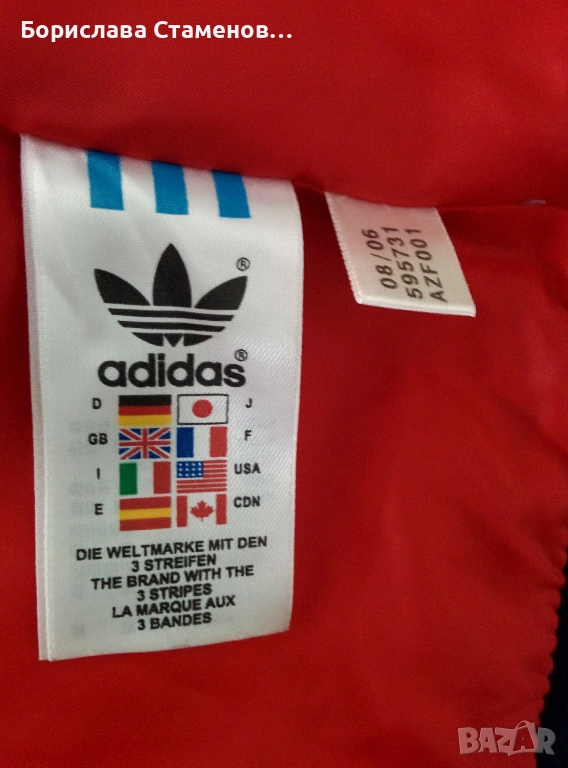 Борислава Стаменов...
08/06
595731
AZF001
®
adidas®
D J
GB F
I USA
E CDN
DIE WELTMARKE MIT DEN
3 STREIFEN
THE BRAND WITH THE
3 STRIPES
LA MARQUE AUX
3 BANDES
BAZAR